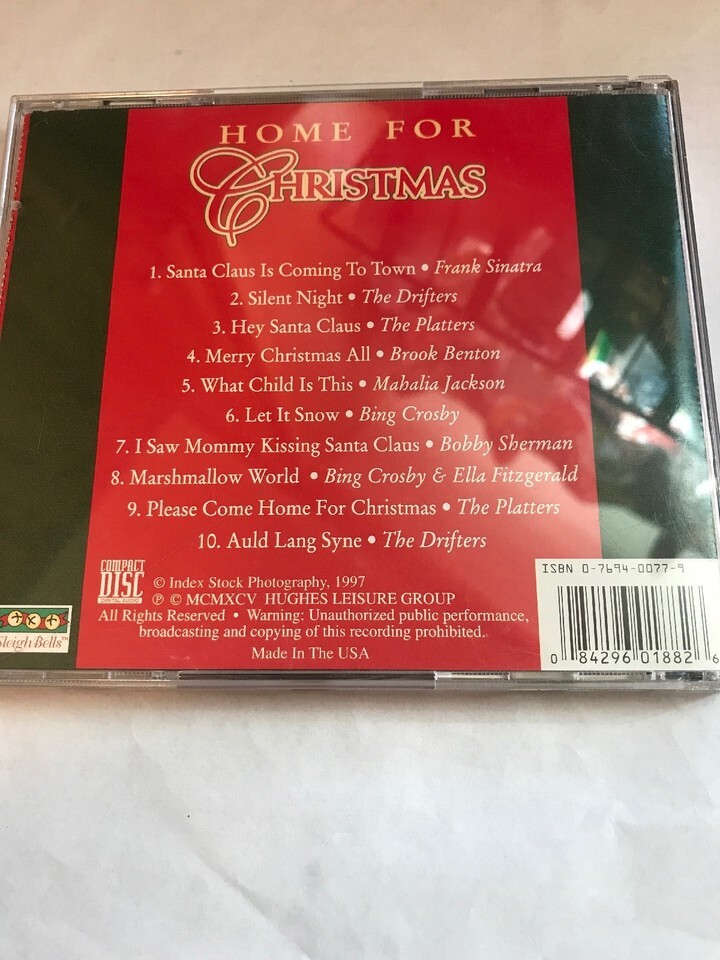 HOME FOR
CHRISTMAS
1. Santa Claus Is Coming To Town • Frank Sinatra
2. Silent Night • The Drifters
3. Hey Santa Claus • The Platters
4. Merry Christmas All • Brook Benton
5. What Child Is This • Mahalia Jackson
6. Let It Snow • Bing Crosby
7. I Saw Mommy Kissing Santa Claus • Bobby Sherman
8. Marshmallow World • Bing Crosby & Ella Fitzgerald
9. Please Come Home For Christmas • The Platters
10. Auld Lang Syne • The Drifters
COMPACT
DISC
DIGITAL AUDIO
© Index Stock Photography, 1997
℗ © MCMXCV HUGHES LEISURE GROUP
All Rights Reserved • Warning: Unauthorized public performance,
broadcasting and copying of this recording prohibited.
Made In The USA
Sleigh Bells™
ISBN 0-7694-0077-9
0 84296 01882 6